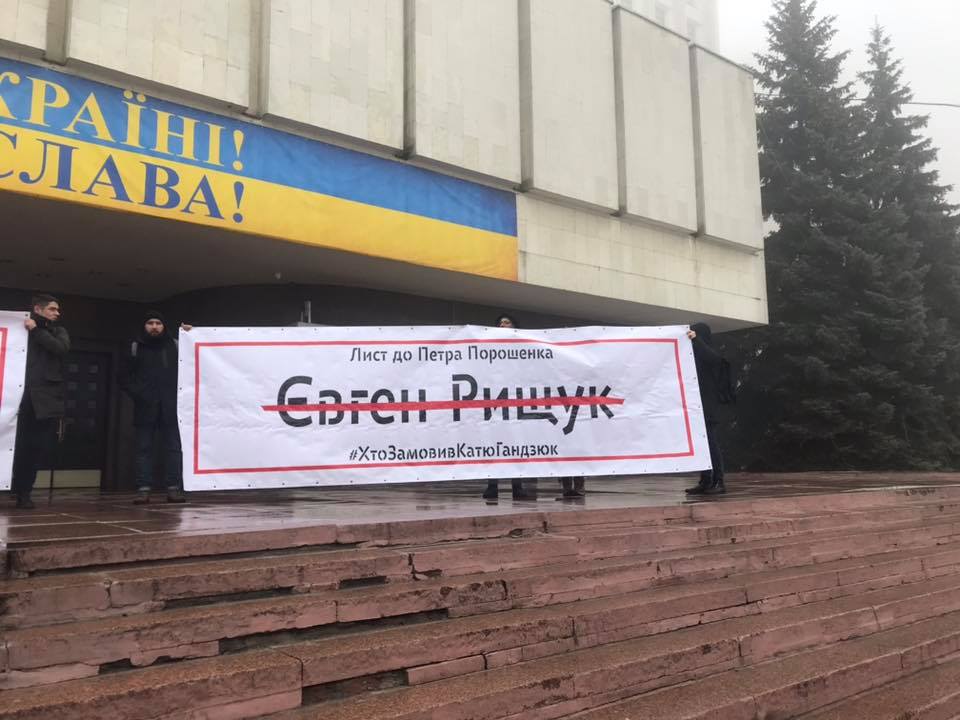 КРАЇНІ!
СЛАВА!
Лист до Петра Порошенка
Євген Рищук
#ХтоЗамовивКатюГандзюк